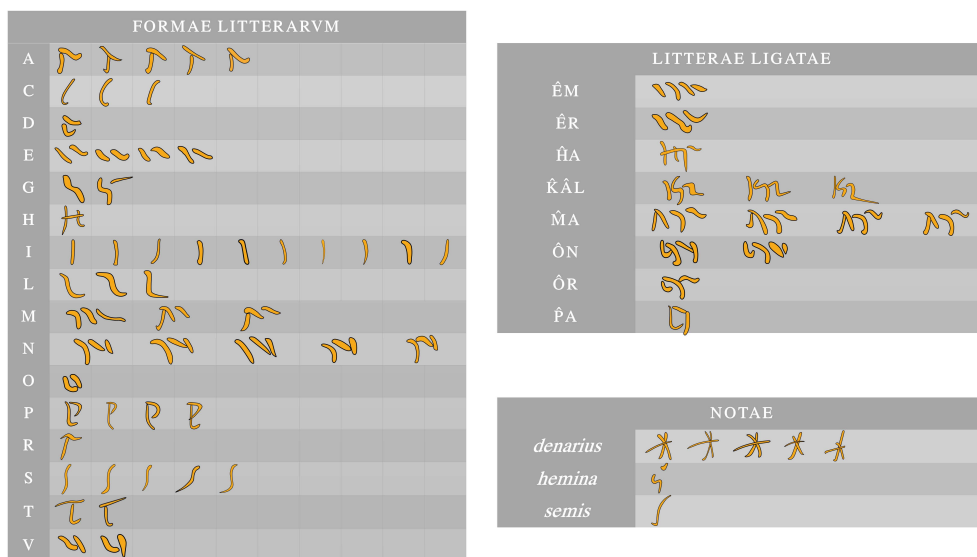 FORMAE LITTERARVM
A
C
D
E
G
H
I
L
M
N
O
P
R
S
T
V
LITTERAE LIGATAE
ÊM
ÊR
ĤA
K̂ÂL
M̂A
ÔN
ÔR
P̂A
NOTAE
denarius
hemina
semis